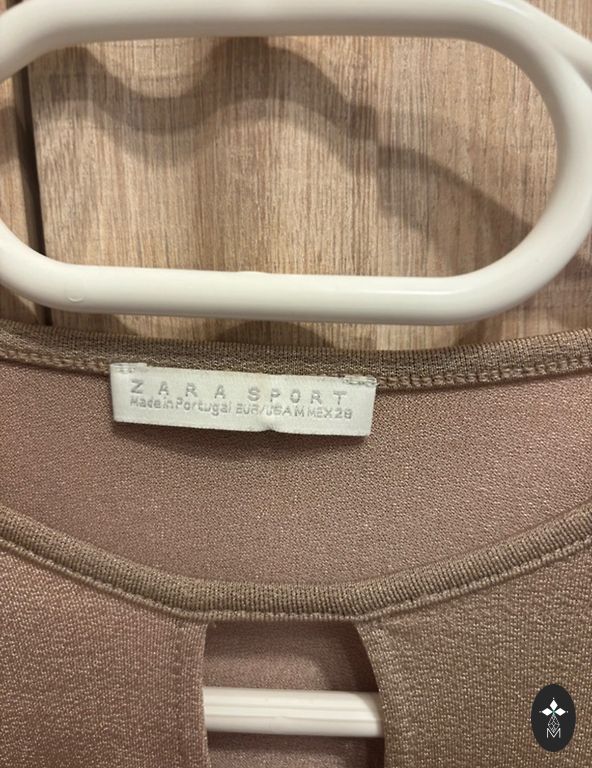 ZARA SPORT
Made in Portugal EUR/USA M MEX 28
M